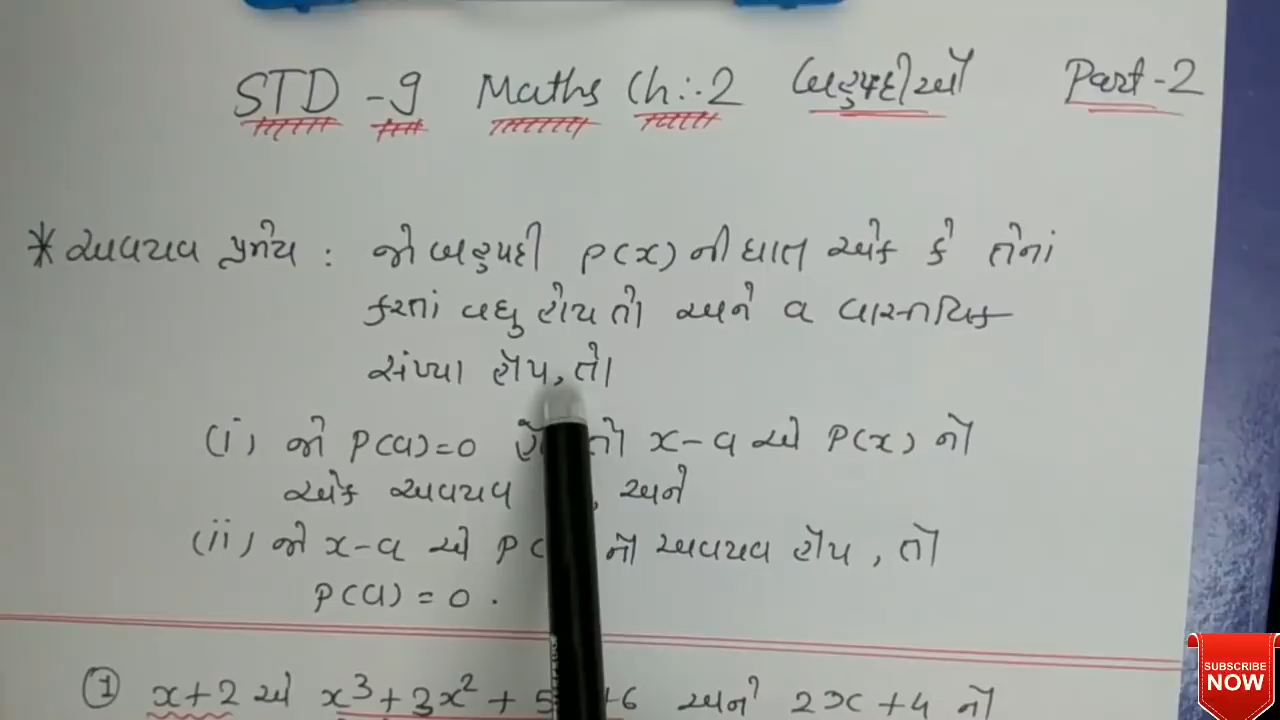 STD - 9 Maths Ch:-2 બહુપદીઓ Part-2
* અવયવ પ્રમેય : જો બહુપદી P(x) ની ઘાત એક કે તેનાં
કરતાં વધુ હોય તો અને a વાસ્તવિક
સંખ્યા હોય, તો
(i) જો P(a)=0 તો x-a એ P(x) નો
એક અવયવ , અને
(ii) જો x-a એ P( નો અવયવ હોય, તો
P(a) = 0 .
① x+2 એ x³+3x²+5 +6 અને 2x+4 નો
SUBSCRIBE
NOW